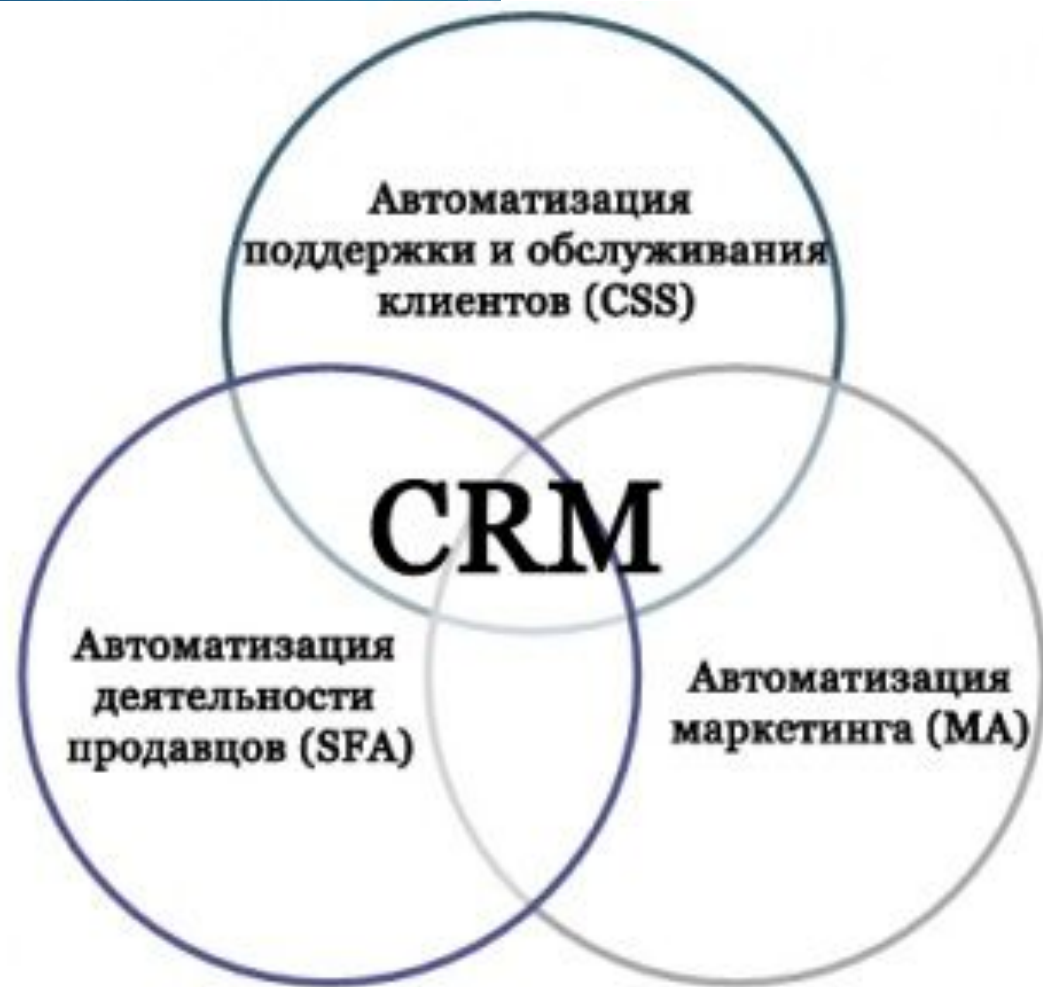 Автоматизация
поддержки и обслуживания
клиентов (CSS)
CRM
Автоматизация
деятельности
продавцов (SFA)
Автоматизация
маркетинга (MA)